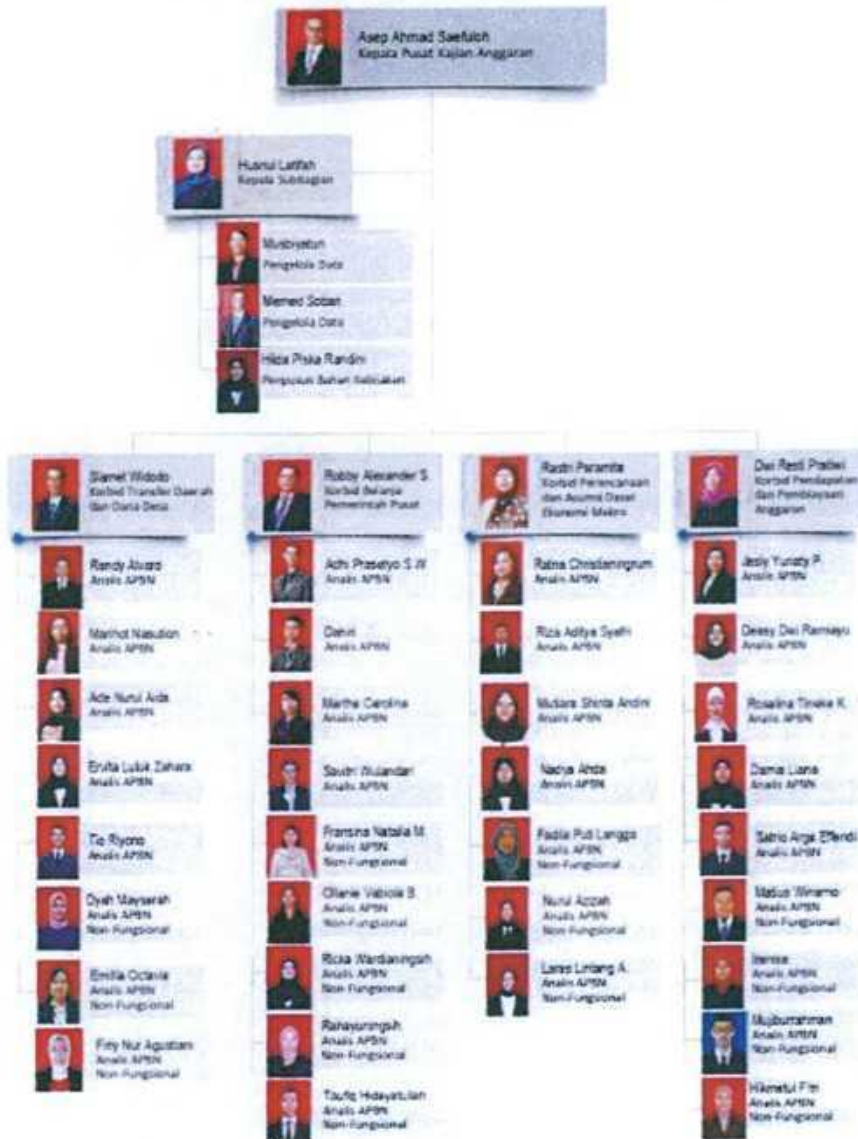 Asep Ahmad Saefuloh
Kepala Pusat Kajian Anggaran
Husnul Latifah
Kepala Subbagian
Musbiyatun
Pengelola Data
Memed Sobari
Pengelola Data
Hilda Piska Randini
Penyusun Bahan Kebijakan
Slamet Widodo
Korbid Transfer Daerah
dan Dana Desa
Randy Alvaro
Analis APBN
Marihot Nasution
Analis APBN
Ade Nurul Aida
Analis APBN
Ervita Luluk Zahara
Analis APBN
Tio Riyono
Analis APBN
Dyah Maysarah
Analis APBN
Non-Fungsional
Emilia Octavia
Analis APBN
Non-Fungsional
Finy Nur Agustiani
Analis APBN
Non-Fungsional
Robby Alexander S.
Korbid Belanja
Pemerintah Pusat
Adhi Prasetyo S.W
Analis APBN
Dahiri
Analis APBN
Martha Carolina
Analis APBN
Savitri Wulandari
Analis APBN
Fransina Natalia M.
Analis APBN
Non-Fungsional
Ollanie Vabiola B.
Analis APBN
Non-Fungsional
Ricka Wardianingsih
Analis APBN
Non-Fungsional
Rahayuningsih
Analis APBN
Non-Fungsional
Taufiq Hidayatullah
Analis APBN
Non-Fungsional
Rastri Paramita
Korbid Perencanaan
dan Asumsi Dasar
Ekonomi Makro
Ratna Christianingrum
Analis APBN
Riza Aditya Syafri
Analis APBN
Mutiara Shinta Andini
Analis APBN
Nadya Ahda
Analis APBN
Fadila Puti Lenggo
Analis APBN
Non-Fungsional
Nurul Azizah
Analis APBN
Non-Fungsional
Laras Lintang A.
Analis APBN
Non-Fungsional
Dwi Resti Pratiwi
Korbid Pendapatan
dan Pembiayaan
Anggaran
Jesly Yuriaty P.
Analis APBN
Deasy Dwi Ramiayu
Analis APBN
Rosalina Tineke K.
Analis APBN
Damia Liana
Analis APBN
Satrio Arga Effendi
Analis APBN
Matius Winarno
Analis APBN
Non-Fungsional
Analis APBN
Non-Fungsional
Mujiburrahman
Analis APBN
Non-Fungsional
Hikmatul Fitri
Analis APBN
Non-Fungsional